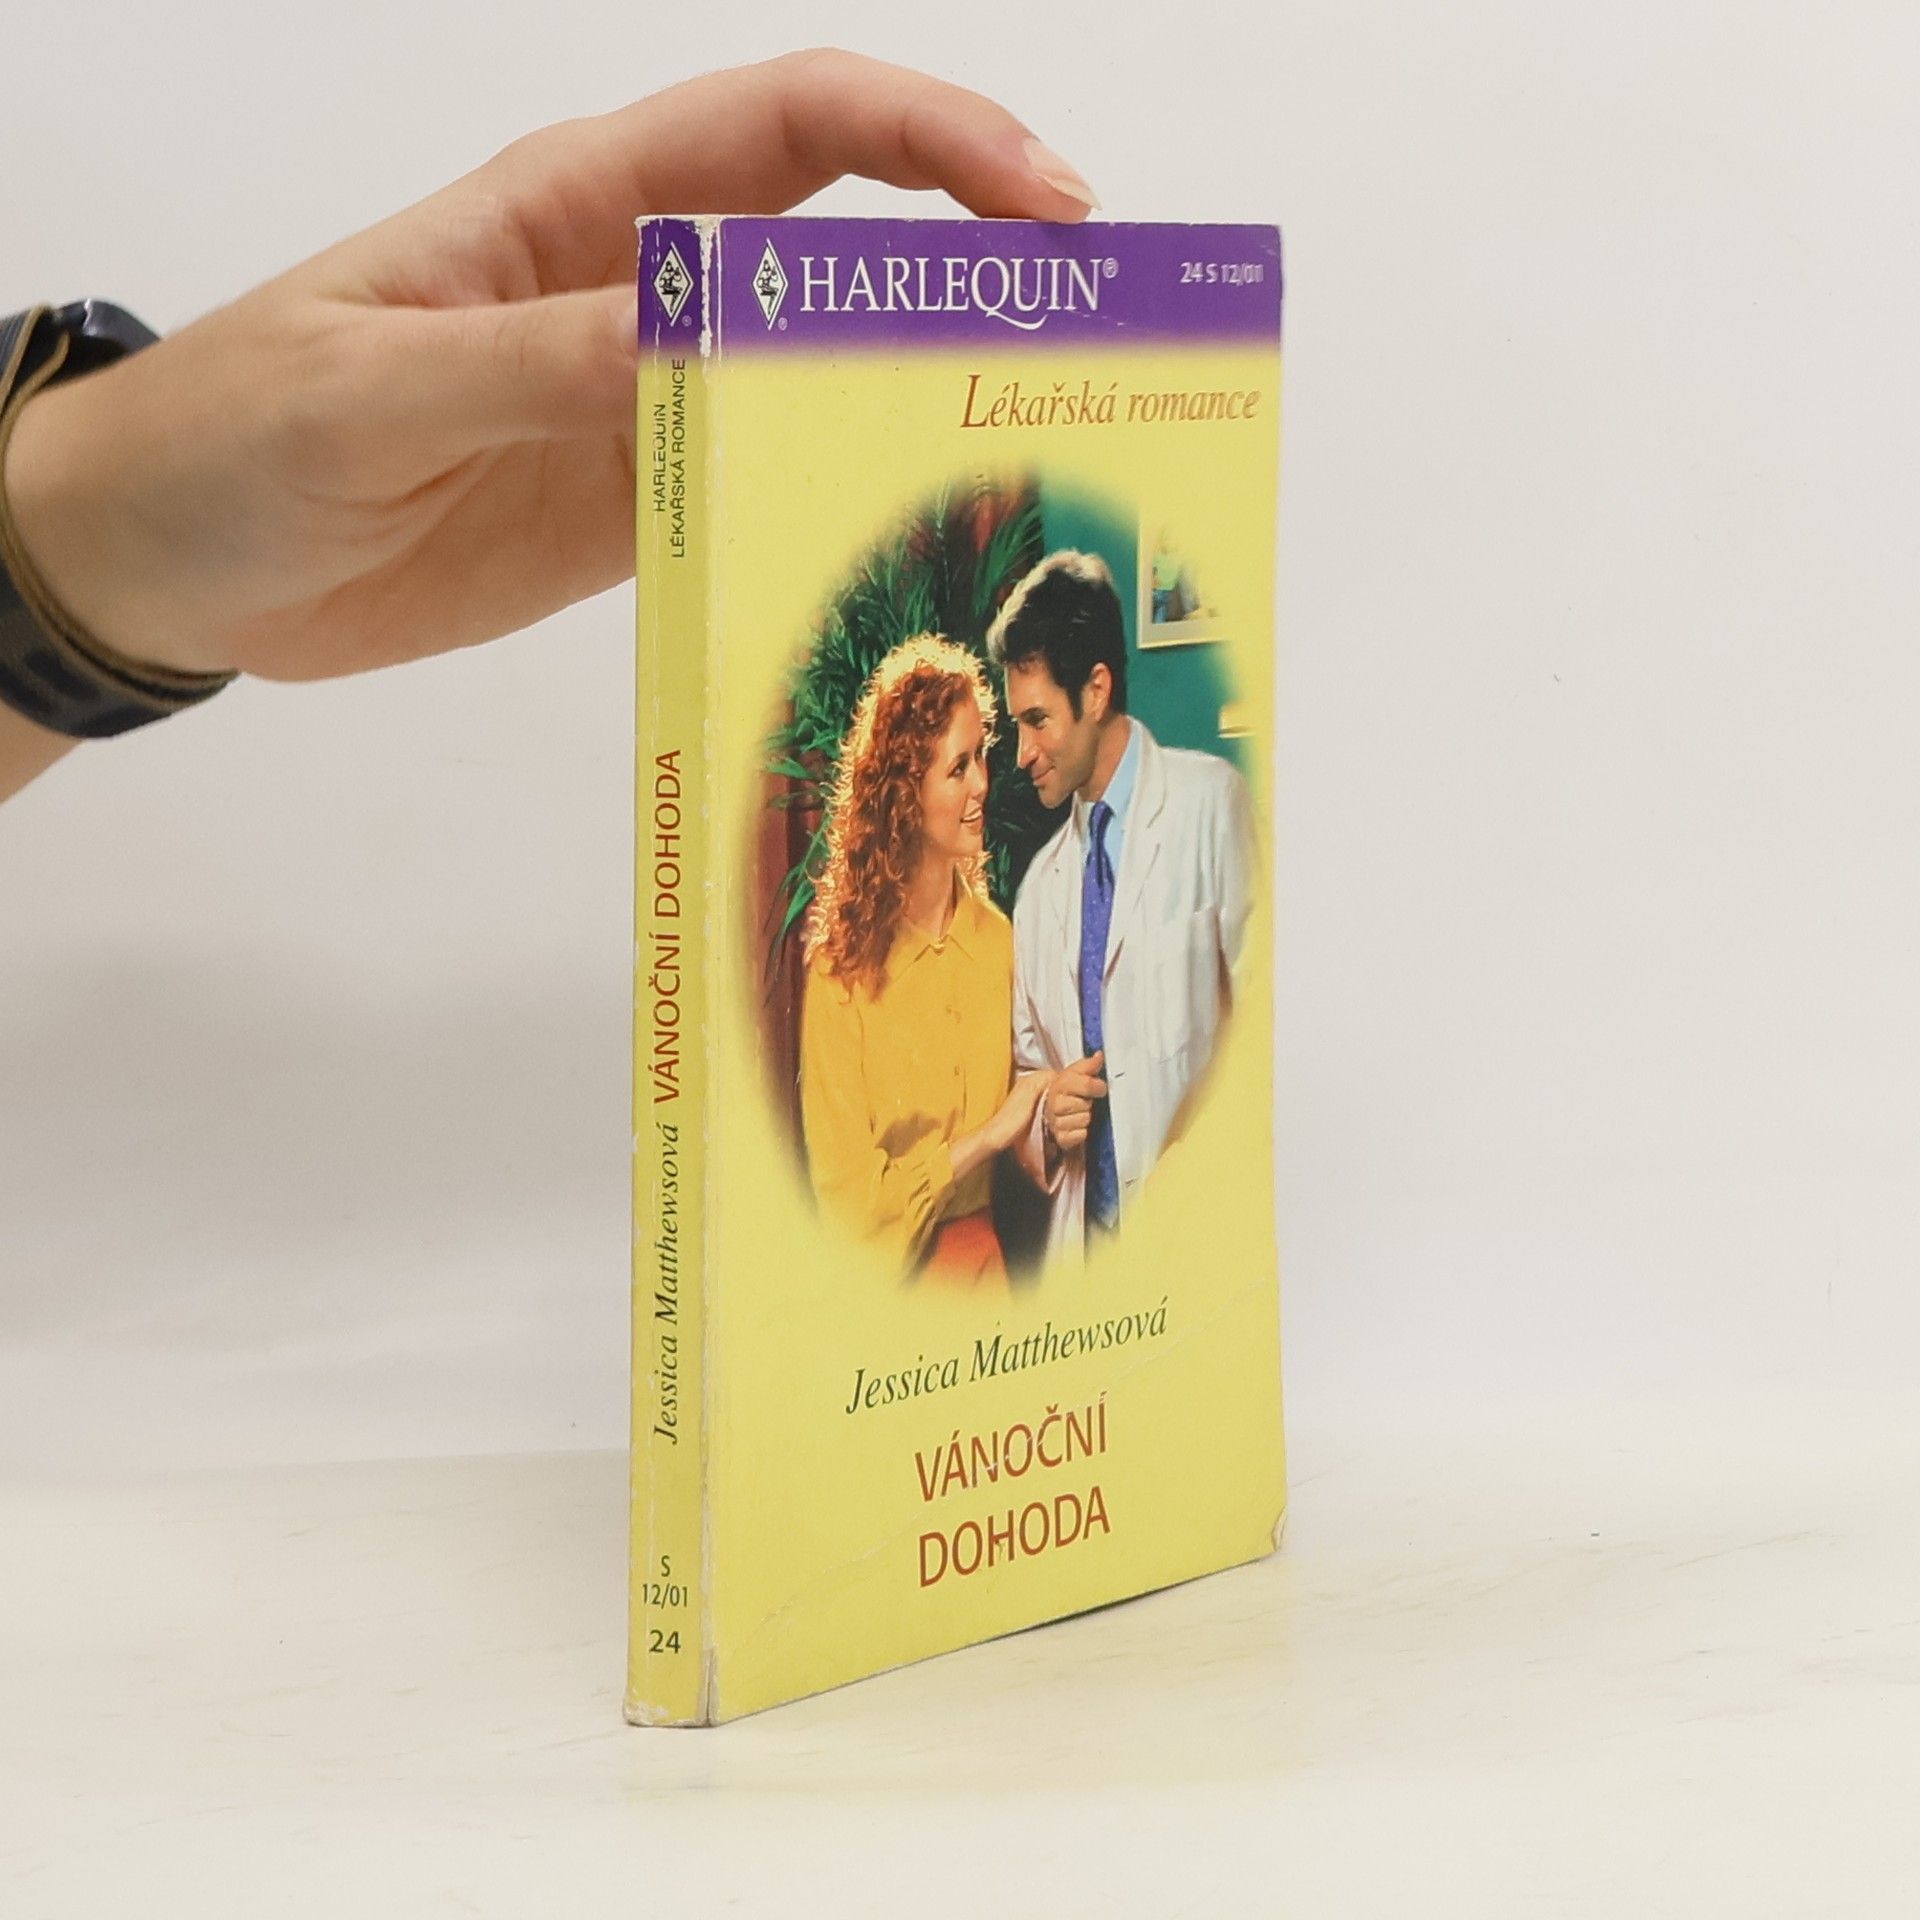 HARLEQUIN®
24 S 12/01
Lékařská romance
Jessica Matthewsová
VÁNOČNÍ
DOHODA
®
HARLEQUIN
LÉKAŘSKÁ ROMANCE
Jessica Matthewsová VÁNOČNÍ DOHODA
S
12/01
24